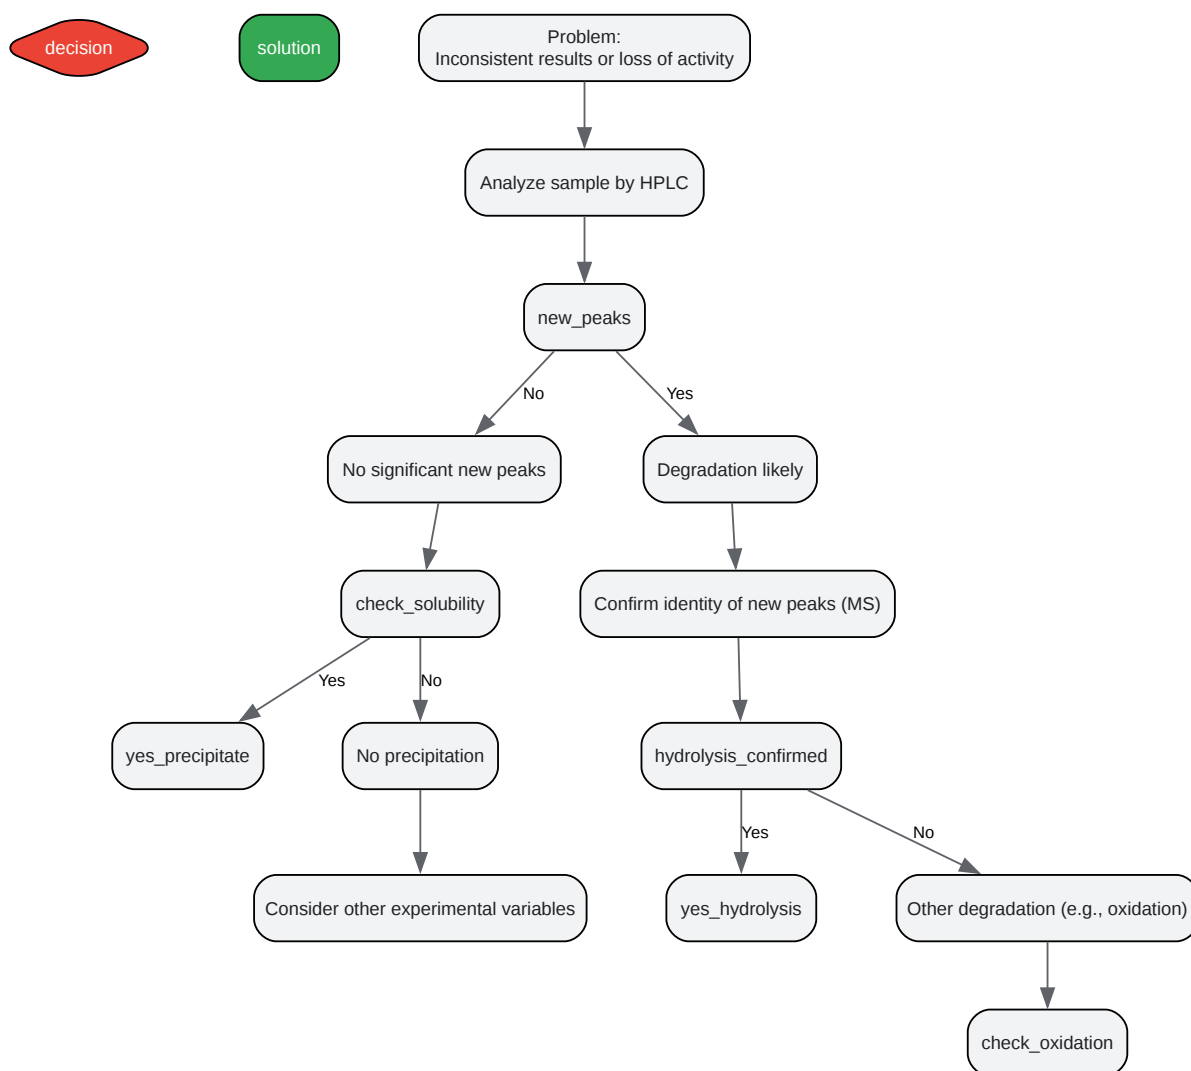 decision
solution
Problem:
Inconsistent results or loss of activity
Analyze sample by HPLC
new_peaks
No
Yes
No significant new peaks
Degradation likely
check_solubility
Confirm identity of new peaks (MS)
Yes
No
yes_precipitate
No precipitation
hydrolysis_confirmed
Yes
No
Consider other experimental variables
yes_hydrolysis
Other degradation (e.g., oxidation)
check_oxidation